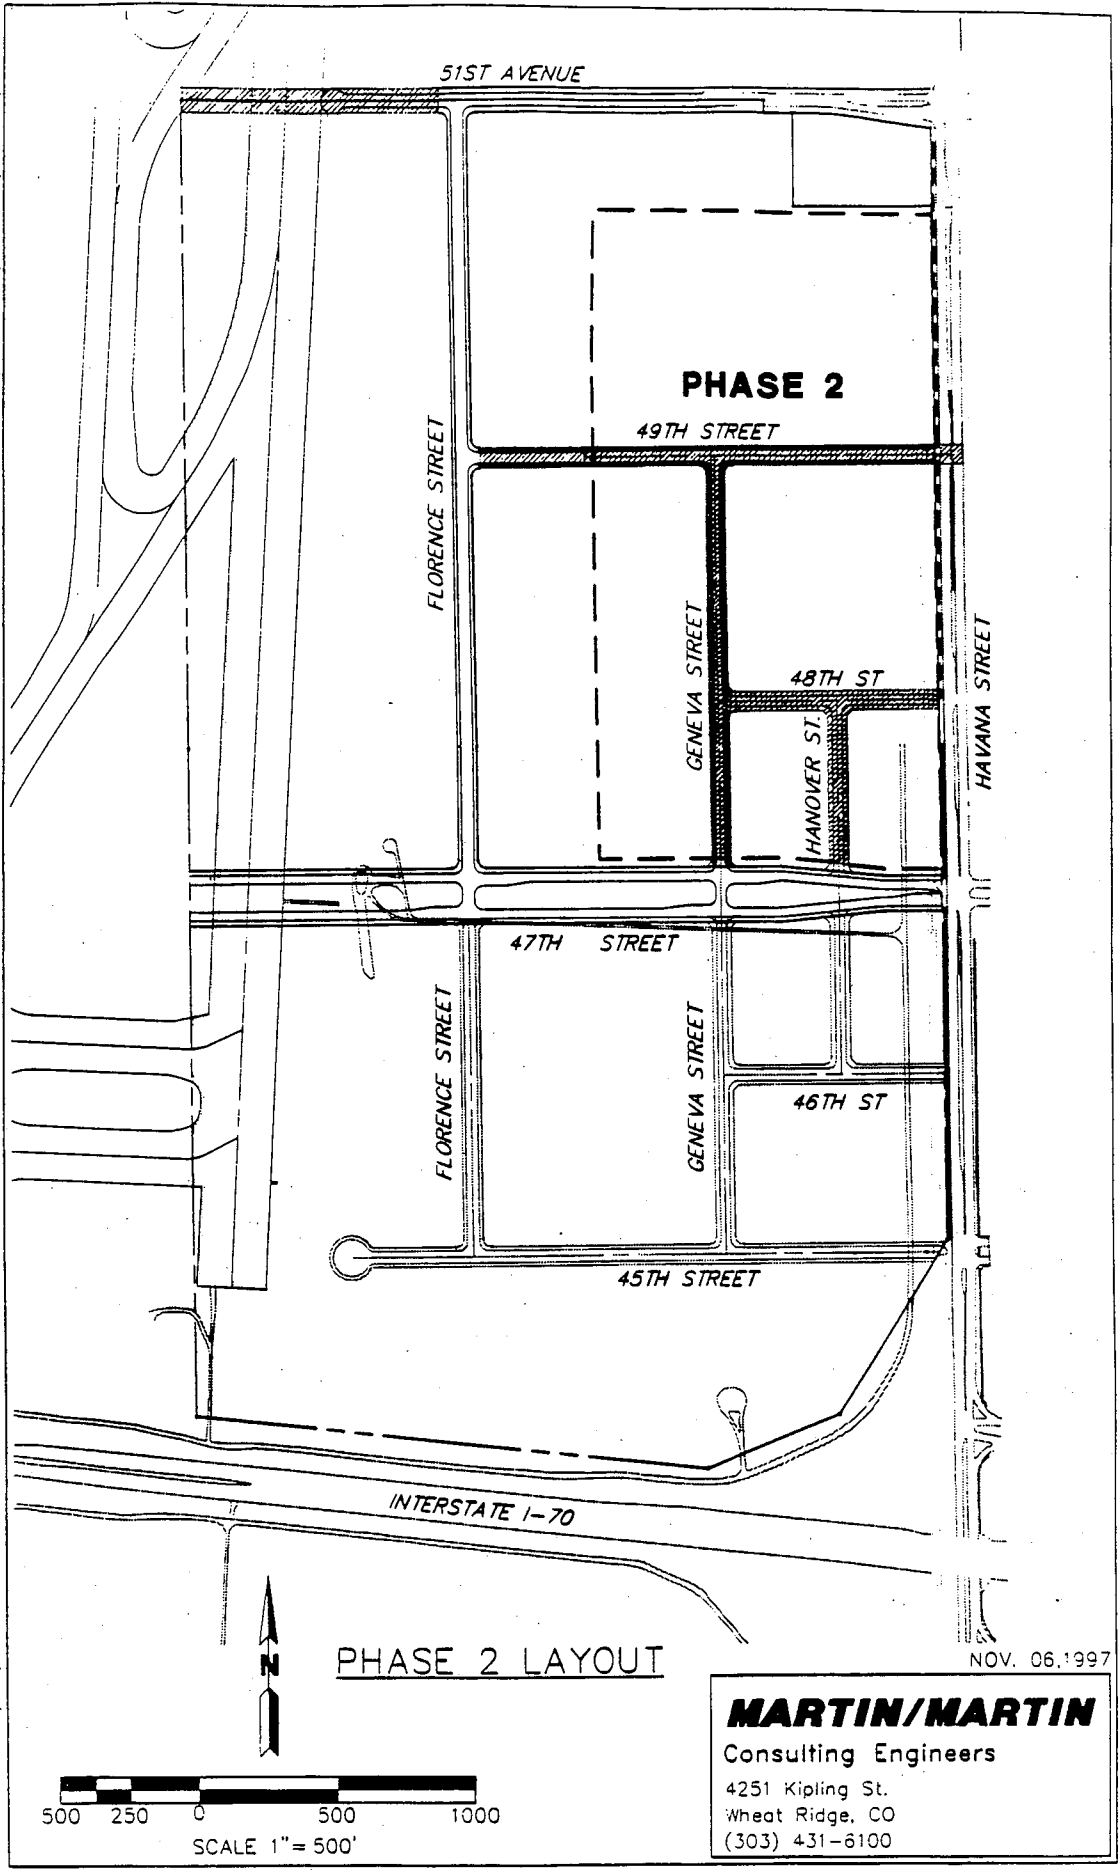 51ST AVENUE
PHASE 2
49TH STREET
FLORENCE STREET
GENEVA STREET
48TH ST
HANOVER ST.
HAVANA STREET
47TH STREET
FLORENCE STREET
GENEVA STREET
46TH ST
45TH STREET
INTERSTATE I-70
N
PHASE 2 LAYOUT
NOV. 06,1997
MARTIN/MARTIN
Consulting Engineers
4251 Kipling St.
Wheat Ridge, CO
(303) 431-6100
500 250 0 500 1000
SCALE 1"= 500'